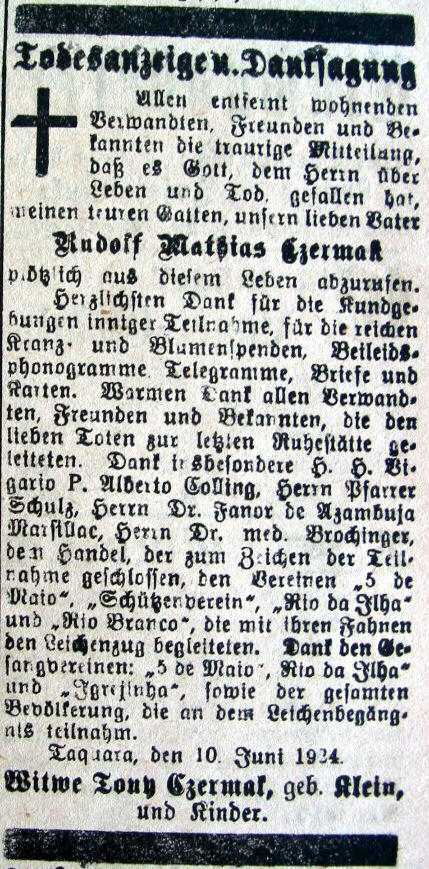 Todesanzeige u. Danksagung
Allen entfernt wohnenden
Verwandten, Freunden und Be-
kannten die traurige Mitteilung,
daß es Gott, dem Herrn über
Leben und Tod, gefallen hat,
meinen teuren Gatten, unsern lieben Vater
Rudolf Mathias Czermak
plötzlich aus diesem Leben abzurufen.
Herzlichsten Dank für die Kundge-
bungen inniger Teilnahme, für die reichen
Kranz- und Blumenspenden, Beileids-
phonogramme, Telegramme, Briefe und
Karten. Warmen Dank allen Verwand-
ten, Freunden und Bekannten, die den
lieben Toten zur letzten Ruhestätte ge-
leiteten. Dank insbesondere H. H. Vi-
gario P. Alberto Colling, Herrn Pfarrer
Schulz, Herrn Dr. Fanor de Azambuja
Marsillac, Herrn Dr. med. Brochinger,
dem Handel, der zum Zeichen der Teil-
nahme geschlossen, den Vereinen „5 de
Maio“, „Schützenverein“, „Rio da Ilha“
und „Rio Branco“, die mit ihren Fahnen
den Leichenzug begleiteten. Dank den Ge-
sangvereinen: „5 de Maio“, Rio da Ilha“
und „Igrejinha“, sowie der gesamten
Bevölkerung, die an dem Leichenbegäng-
nis teilnahm.
Taquara, den 10. Juni 1924.
Witwe Tony Czermak, geb. Klein,
und Kinder.